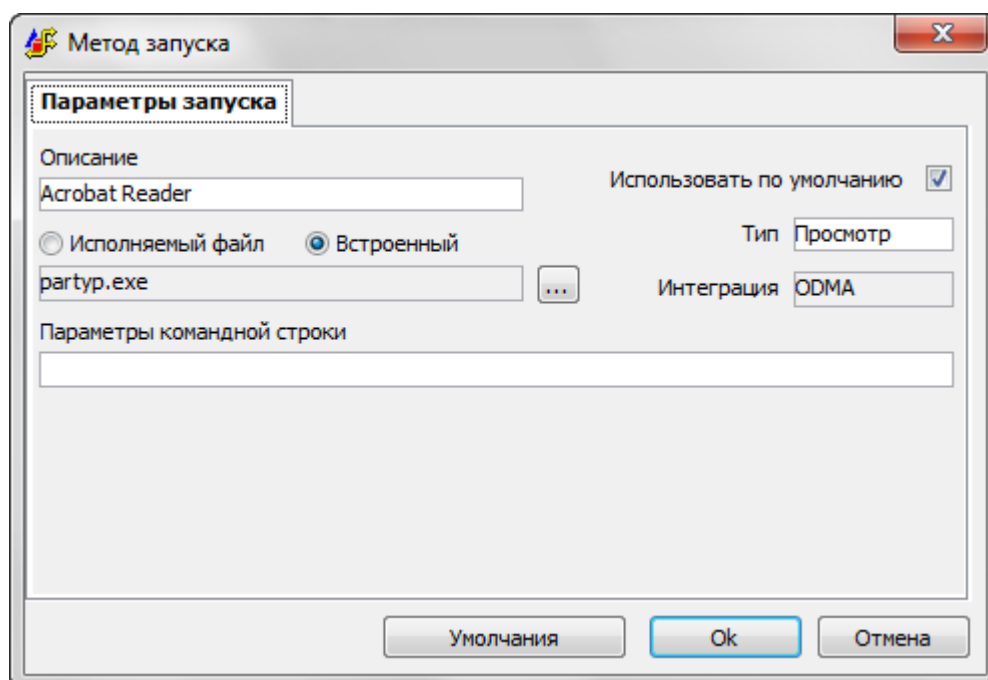 Метод запуска
Параметры запуска
Описание
Acrobat Reader
Использовать по умолчанию
Исполняемый файл Встроенный
Тип Просмотр
partyp.exe ...
Интеграция ODMA
Параметры командной строки
Умолчания Ok Отмена